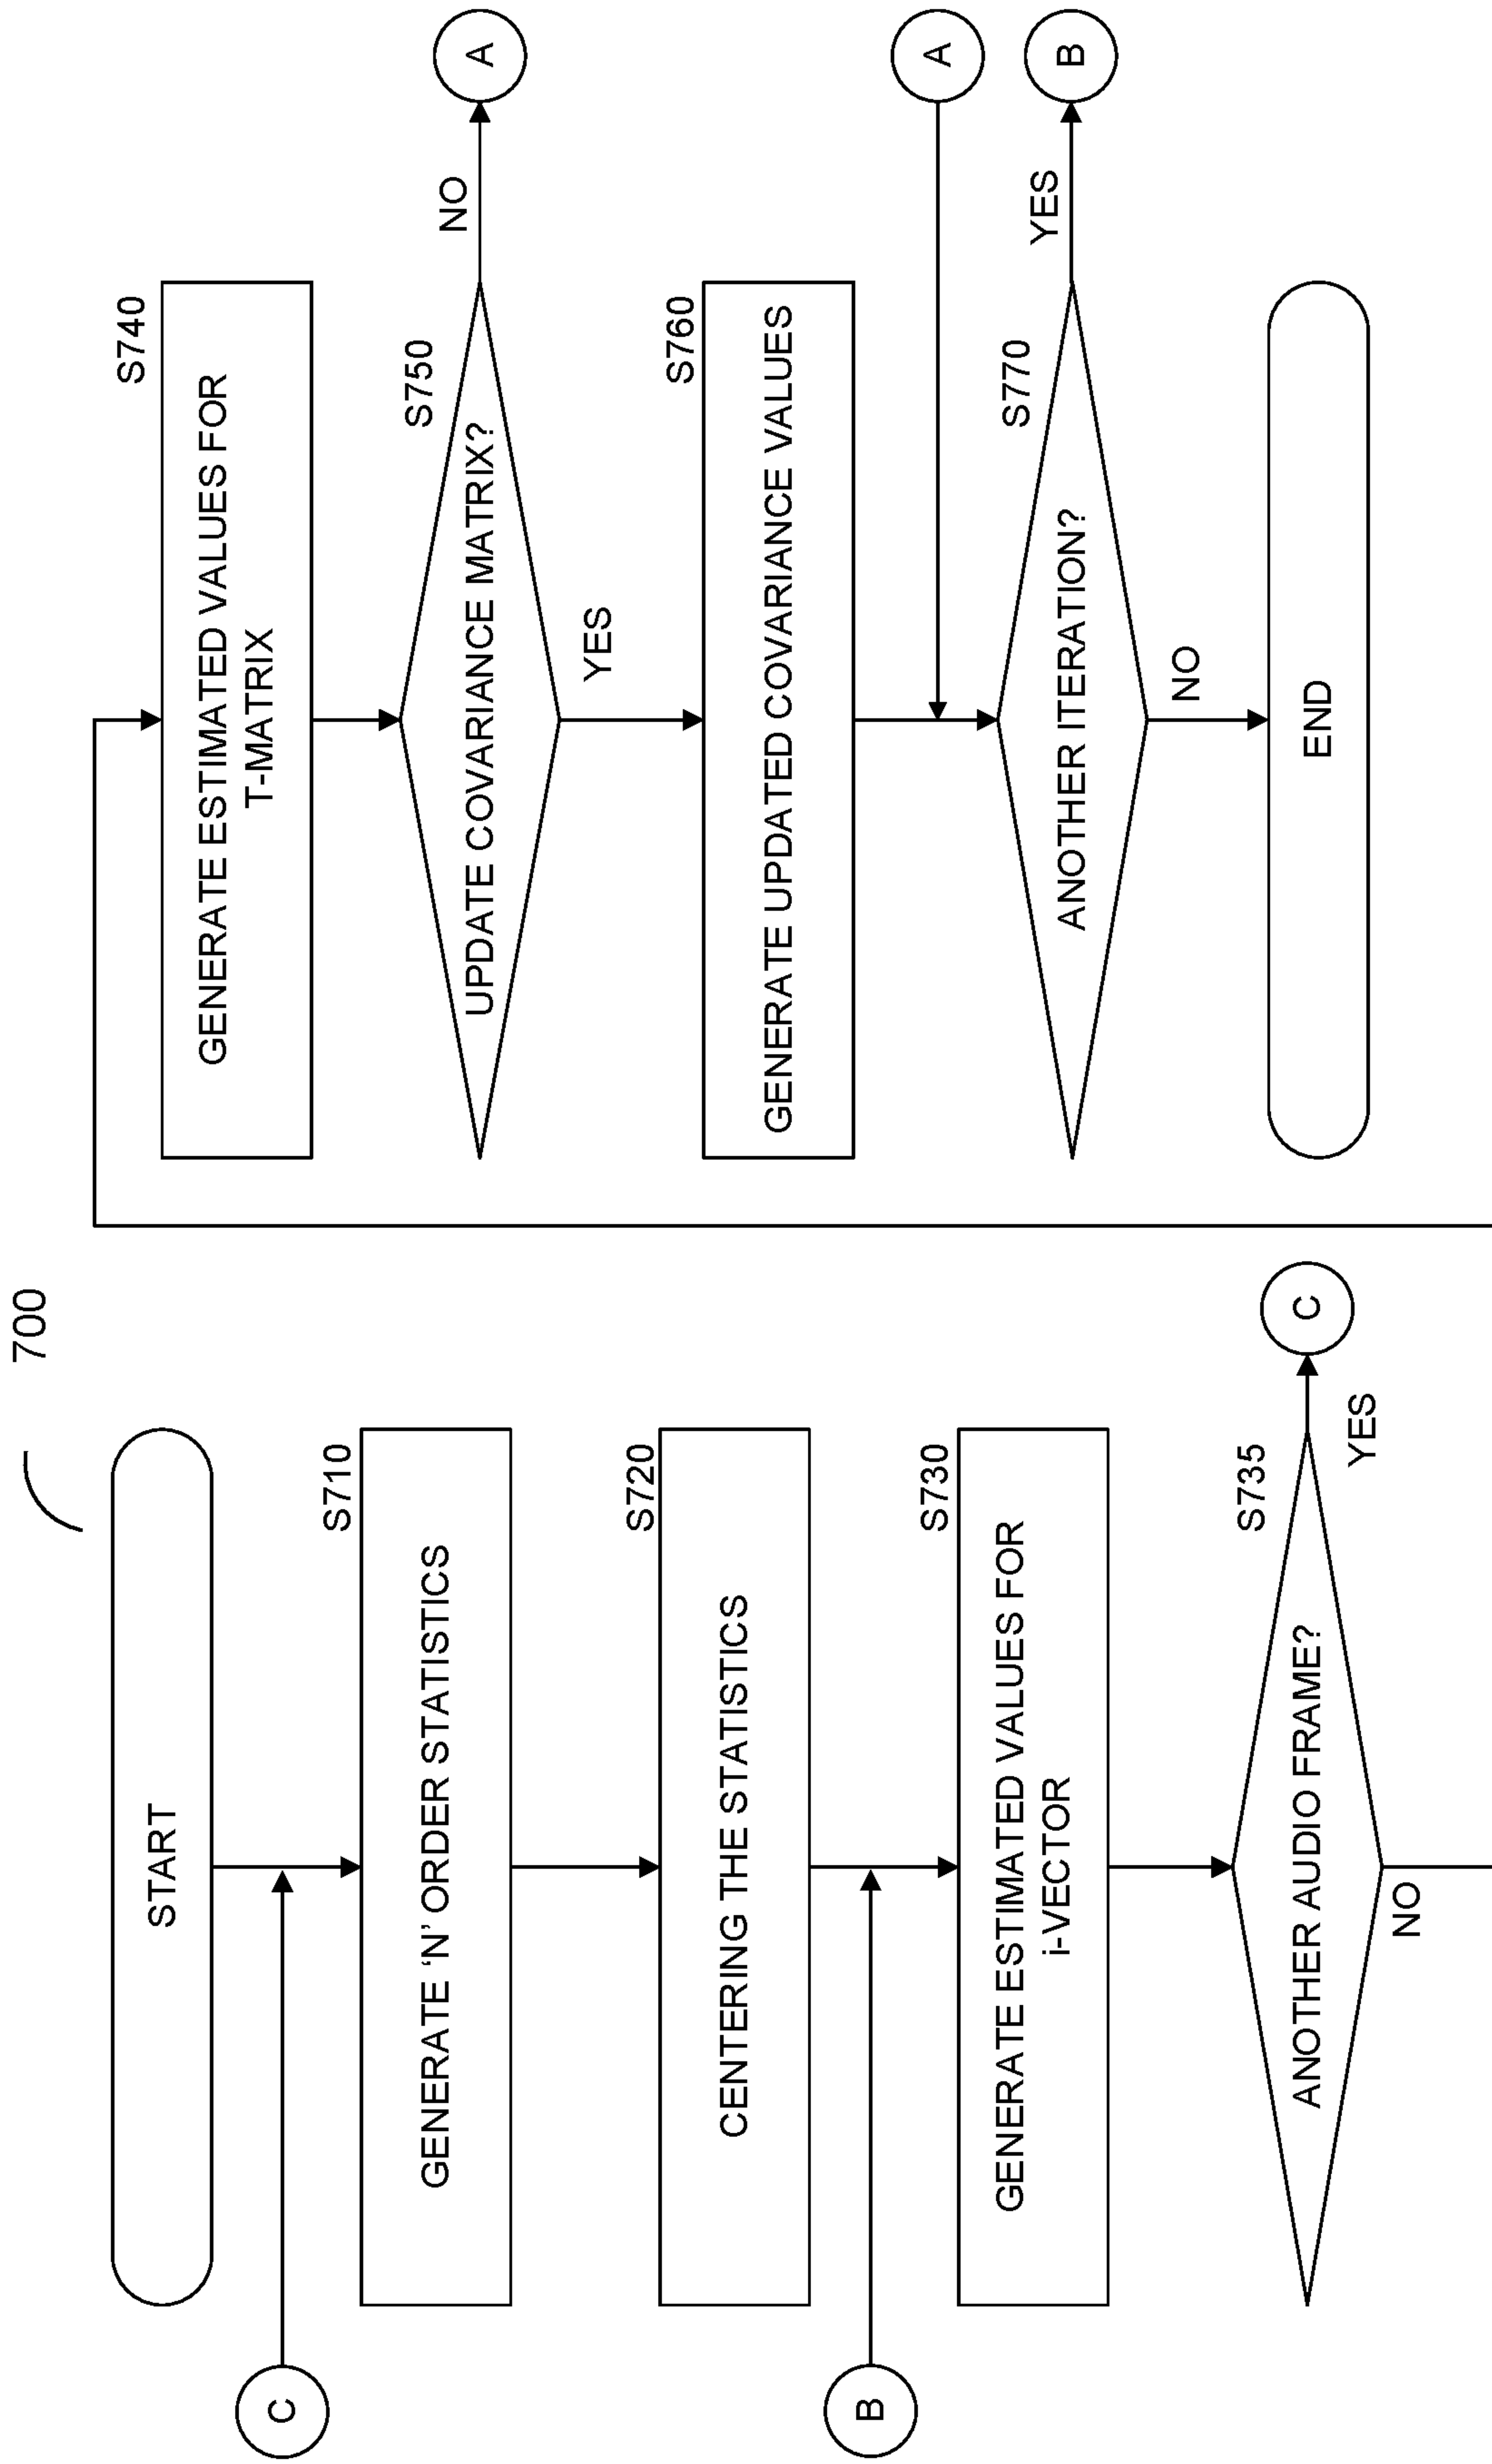 700
START
C
S710
GENERATE ‘N’ ORDER STATISTICS
S720
CENTERING THE STATISTICS
B
S730
GENERATE ESTIMATED VALUES FOR
i-VECTOR
S735
ANOTHER AUDIO FRAME?
YES
C
NO
S740
GENERATE ESTIMATED VALUES FOR
T-MATRIX
S750
UPDATE COVARIANCE MATRIX?
NO
A
YES
S760
GENERATE UPDATED COVARIANCE VALUES
A
S770
ANOTHER ITERATION?
YES
B
NO
END